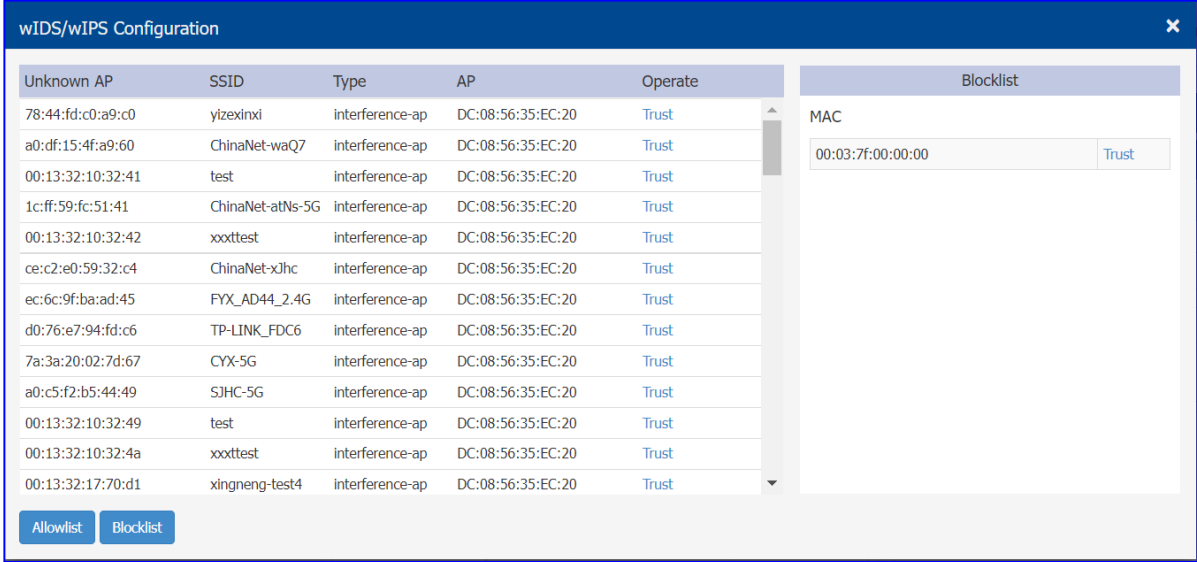 wIDS/wIPS Configuration
Unknown AP SSID Type AP Operate
78:44:fd:c0:a9:c0 yizexinxi interference-ap DC:08:56:35:EC:20 Trust
a0:df:15:4f:a9:60 ChinaNet-waQ7 interference-ap DC:08:56:35:EC:20 Trust
00:13:32:10:32:41 test interference-ap DC:08:56:35:EC:20 Trust
1c:ff:59:fc:51:41 ChinaNet-atNs-5G interference-ap DC:08:56:35:EC:20 Trust
00:13:32:10:32:42 xxxttest interference-ap DC:08:56:35:EC:20 Trust
ce:c2:e0:59:32:c4 ChinaNet-xJhc interference-ap DC:08:56:35:EC:20 Trust
ec:6c:9f:ba:ad:45 FYX_AD44_2.4G interference-ap DC:08:56:35:EC:20 Trust
d0:76:e7:94:fd:c6 TP-LINK_FDC6 interference-ap DC:08:56:35:EC:20 Trust
7a:3a:20:02:7d:67 CYX-5G interference-ap DC:08:56:35:EC:20 Trust
a0:c5:f2:b5:44:49 SJHC-5G interference-ap DC:08:56:35:EC:20 Trust
00:13:32:10:32:49 test interference-ap DC:08:56:35:EC:20 Trust
00:13:32:10:32:4a xxxttest interference-ap DC:08:56:35:EC:20 Trust
00:13:32:17:70:d1 xingneng-test4 interference-ap DC:08:56:35:EC:20 Trust
Blocklist
MAC
00:03:7f:00:00:00 Trust
Allowlist Blocklist